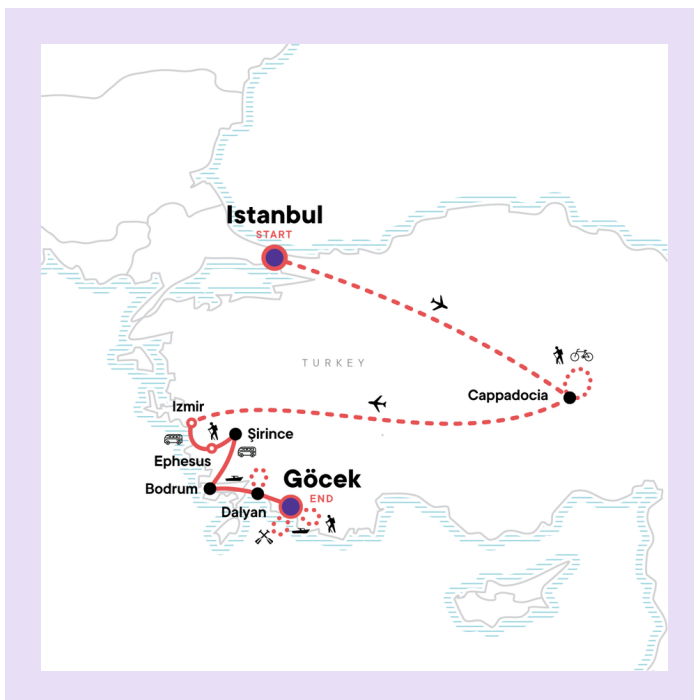 Istanbul
START
TURKEY
Cappadocia
Izmir
Şirince
Ephesus
Göcek
END
Bodrum
Dalyan